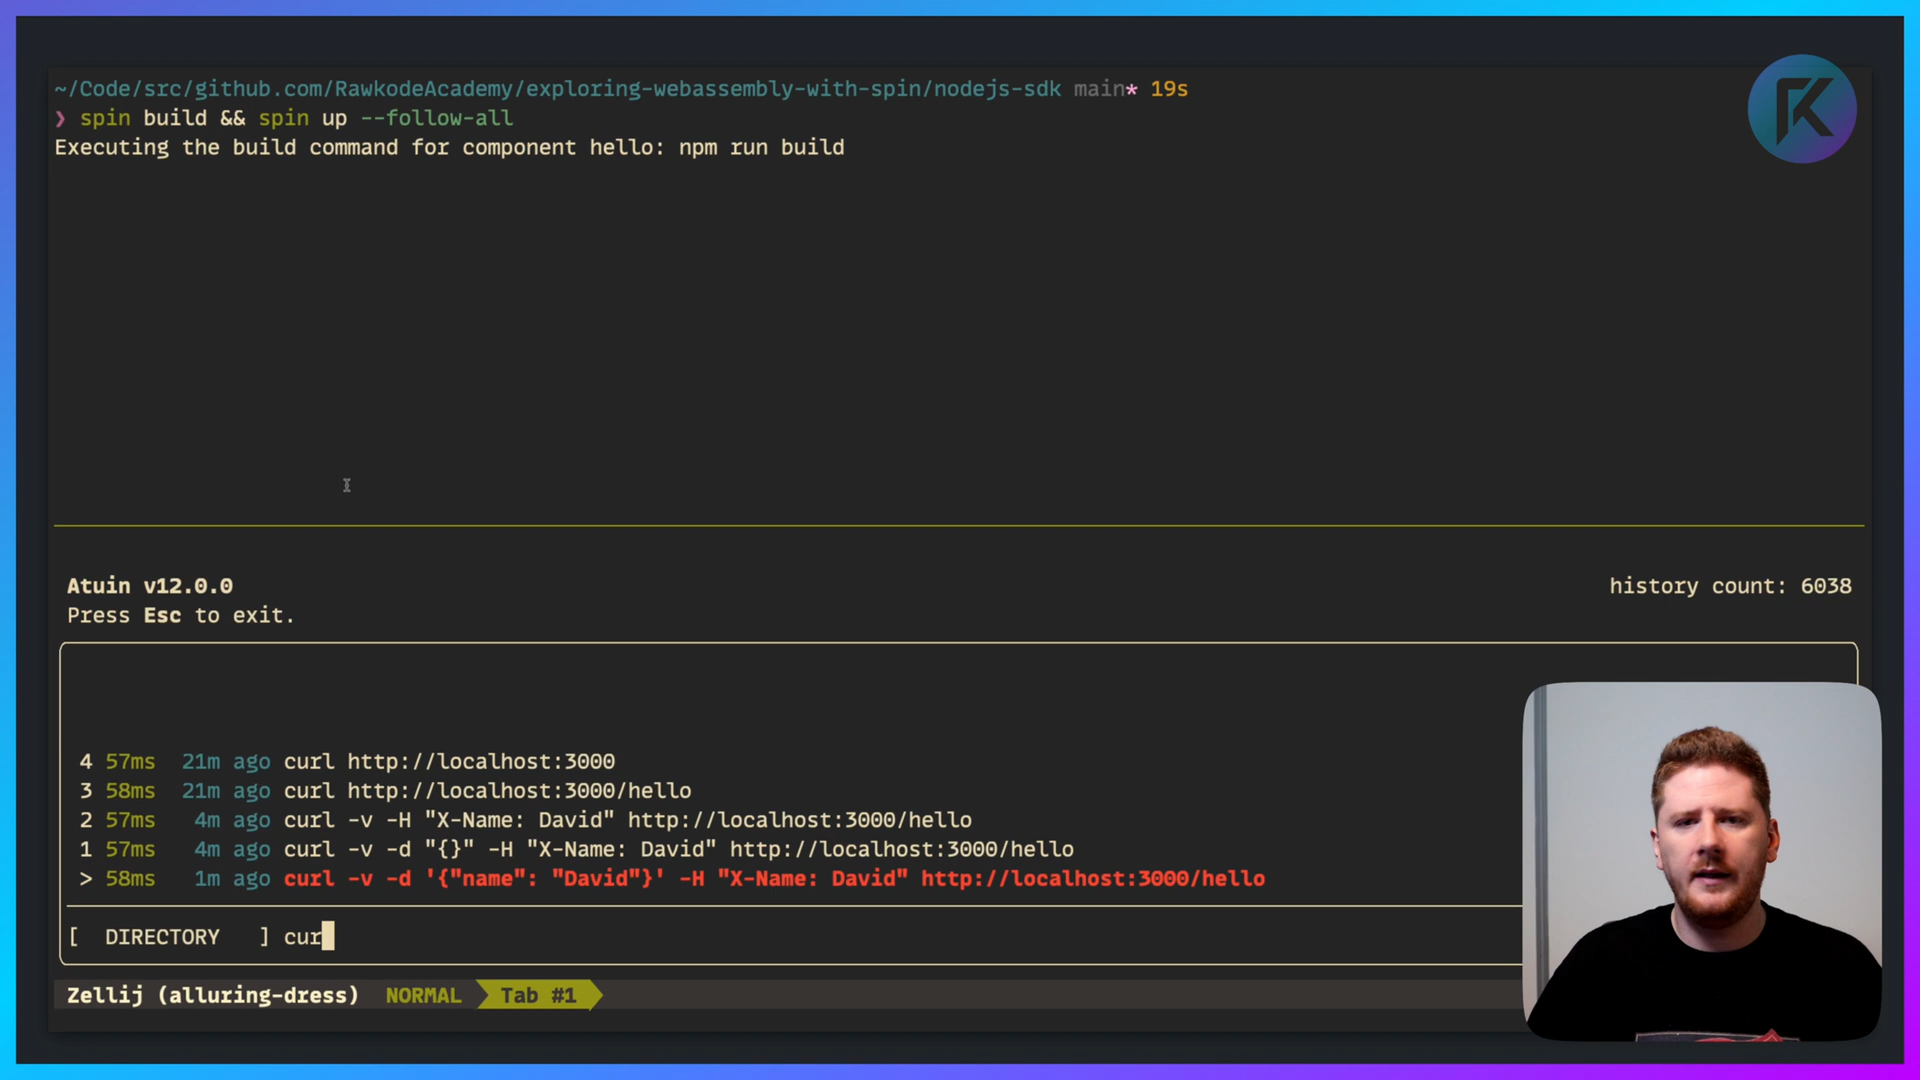 ~/Code/src/github.com/RawkodeAcademy/exploring-webassembly-with-spin/nodejs-sdk main* 19s
❯ spin build && spin up --follow-all
Executing the build command for component hello: npm run build
Atuin v12.0.0
history count: 6038
Press Esc to exit.
4 57ms 21m ago curl http://localhost:3000
3 58ms 21m ago curl http://localhost:3000/hello
2 57ms 4m ago curl -v -H "X-Name: David" http://localhost:3000/hello
1 57ms 4m ago curl -v -d "{}" -H "X-Name: David" http://localhost:3000/hello
> 58ms 1m ago curl -v -d '{"name": "David"}' -H "X-Name: David" http://localhost:3000/hello
[ DIRECTORY ] cur
Zellij (alluring-dress) NORMAL Tab #1